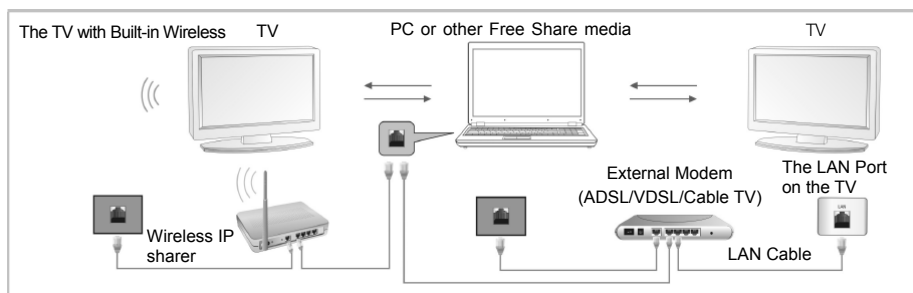 The TV with Built-in Wireless
TV
PC or other Free Share media
TV
External Modem
(ADSL/VDSL/Cable TV)
The LAN Port
on the TV
LAN
Wireless IP
sharer
LAN Cable